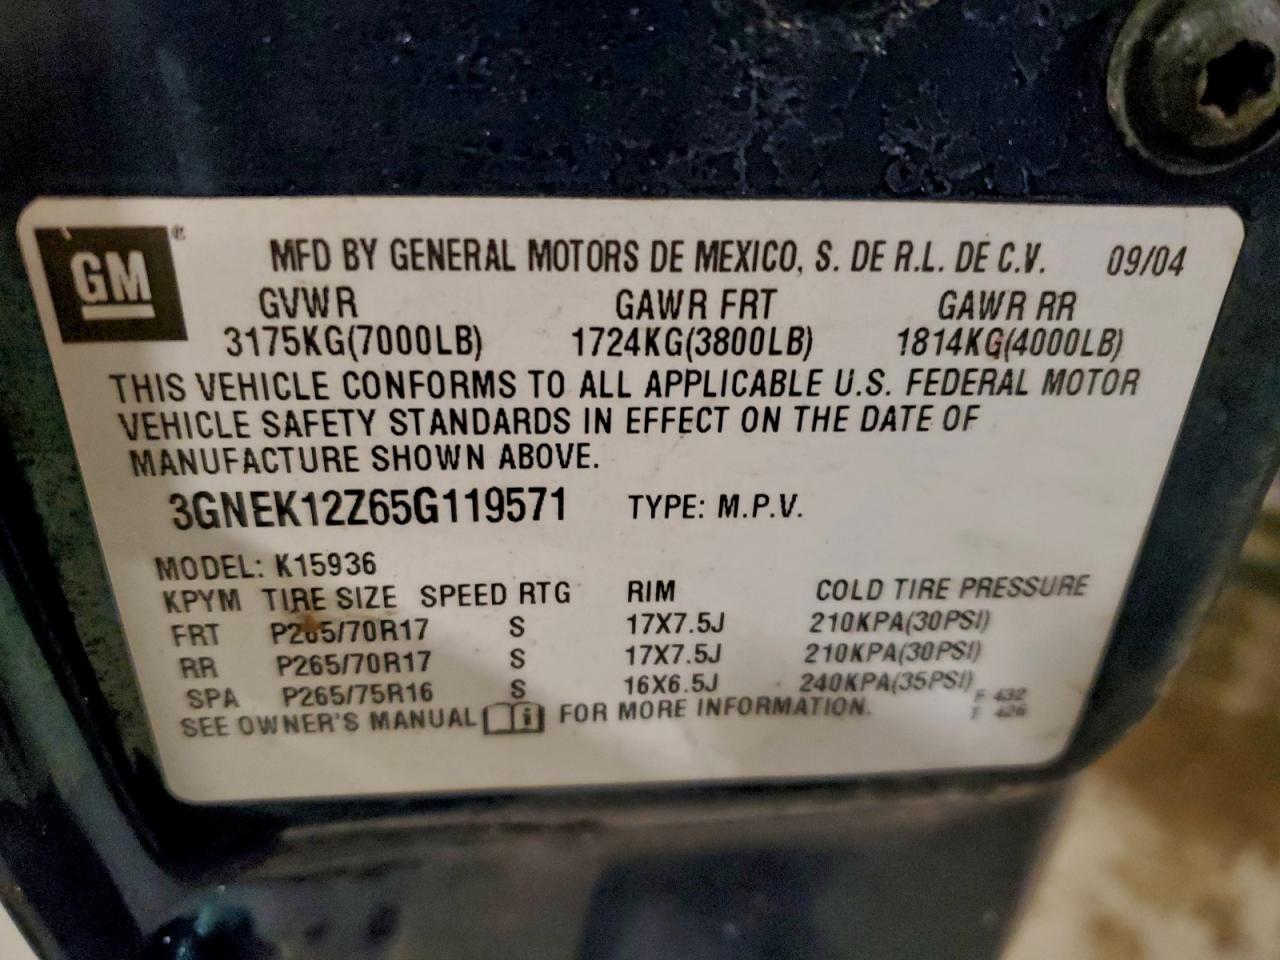 GM®
MFD BY GENERAL MOTORS DE MEXICO, S. DE R.L. DE C.V. 09/04
GVWR GAWR FRT GAWR RR
3175KG(7000LB) 1724KG(3800LB) 1814KG(4000LB)
THIS VEHICLE CONFORMS TO ALL APPLICABLE U.S. FEDERAL MOTOR
VEHICLE SAFETY STANDARDS IN EFFECT ON THE DATE OF
MANUFACTURE SHOWN ABOVE.
3GNEK12Z65G119571 TYPE: M.P.V.
MODEL: K15936
KPYM TIRE SIZE SPEED RTG RIM COLD TIRE PRESSURE
FRT P265/70R17 S 17X7.5J 210KPA(30PSI)
RR P265/70R17 S 17X7.5J 210KPA(30PSI)
SPA P265/75R16 S 16X6.5J 240KPA(35PSI)
SEE OWNER'S MANUAL FOR MORE INFORMATION.
F 432